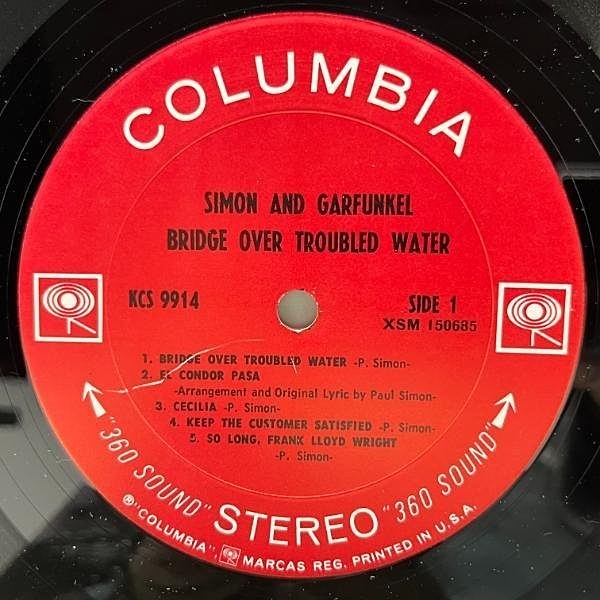 COLUMBIA
SIMON AND GARFUNKEL
BRIDGE OVER TROUBLED WATER
KCS 9914
SIDE 1
XSM 150685
1. BRIDGE OVER TROUBLED WATER -P. Simon-
2. EL CONDOR PASA
-Arrangement and Original Lyric by Paul Simon-
3. CECILIA -P. Simon-
4. KEEP THE CUSTOMER SATISFIED -P. Simon-
5. SO LONG, FRANK LLOYD WRIGHT
-P. Simon-
"360 SOUND" STEREO "360 SOUND"
® "COLUMBIA", MARCAS REG. PRINTED IN U.S.A.